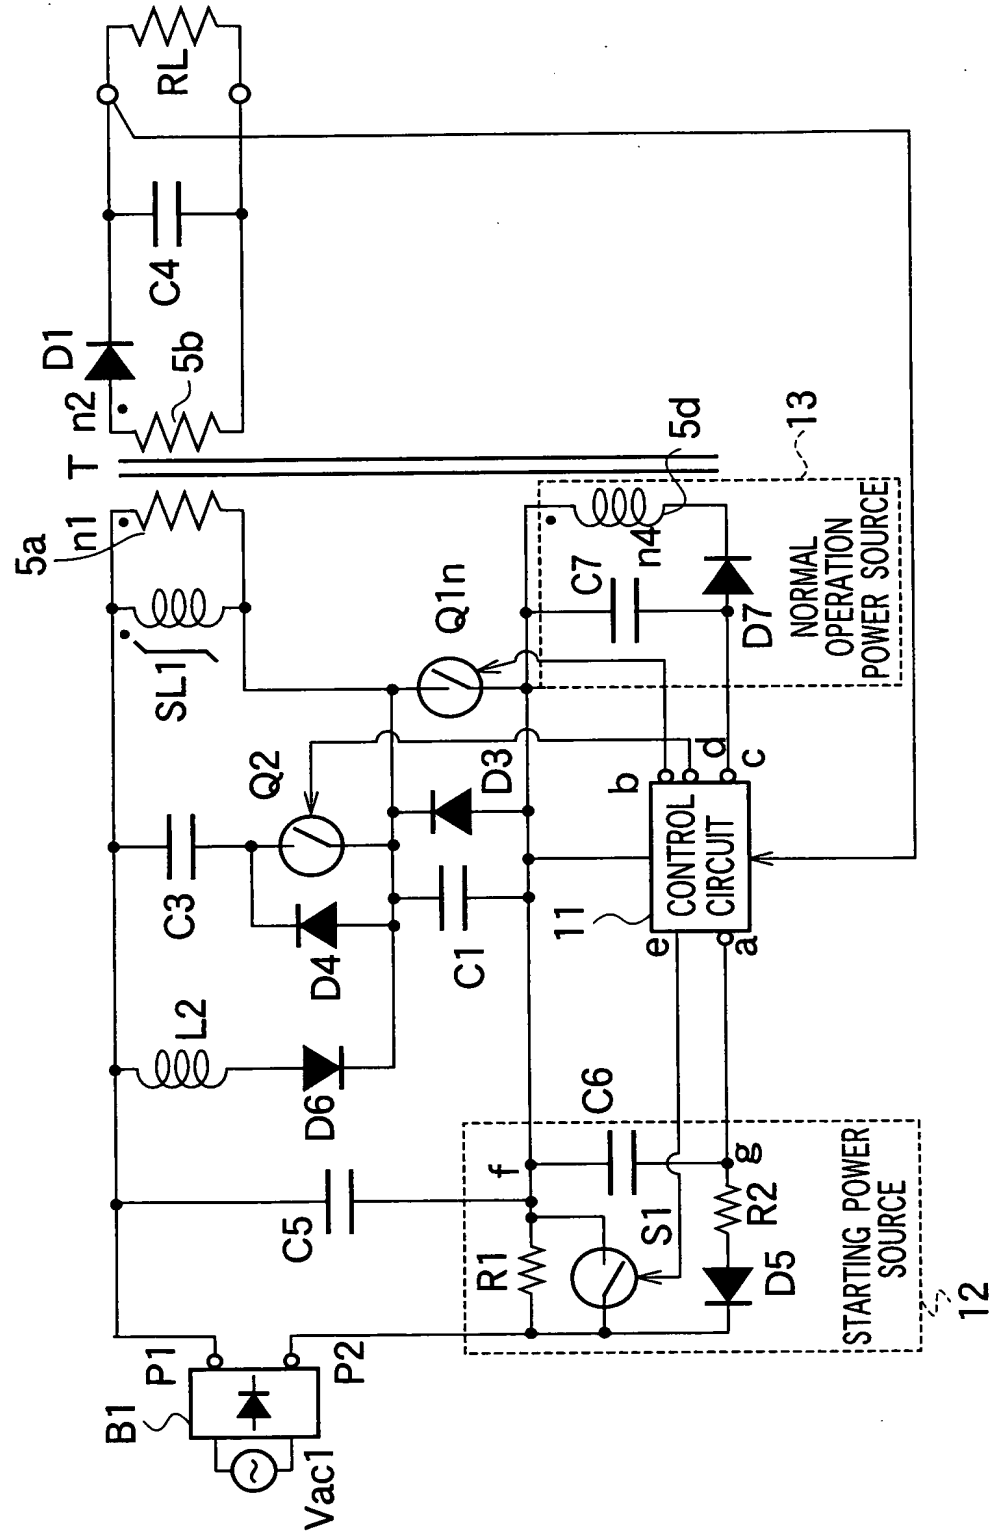 Vac1
B1
P1
P2
C5
L2
D6
C3
D4
Q2
C1
D3
SL1
Q1n
5a
n1
T
n2
5b
D1
C4
RL
R1
f
S1
C6
g
R2
D5
STARTING POWER
SOURCE
12
11
CONTROL
CIRCUIT
e
a
b
d
c
C7
n4
5d
D7
NORMAL
OPERATION
POWER SOURCE
13